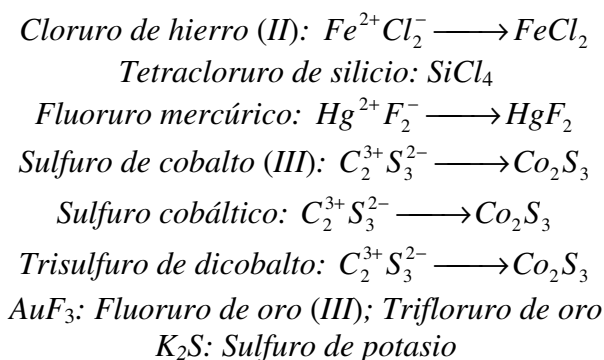 Cloruro de hierro (II): Fe²⁺Cl₂⁻ ⟶ FeCl₂
Tetracloruro de silicio: SiCl₄
Fluoruro mercúrico: Hg²⁺F₂⁻ ⟶ HgF₂
Sulfuro de cobalto (III): C₂³⁺S₃²⁻ ⟶ Co₂S₃
Sulfuro cobáltico: C₂³⁺S₃²⁻ ⟶ Co₂S₃
Trisulfuro de dicobalto: C₂³⁺S₃²⁻ ⟶ Co₂S₃
AuF₃: Fluoruro de oro (III); Trifloruro de oro
K₂S: Sulfuro de potasio